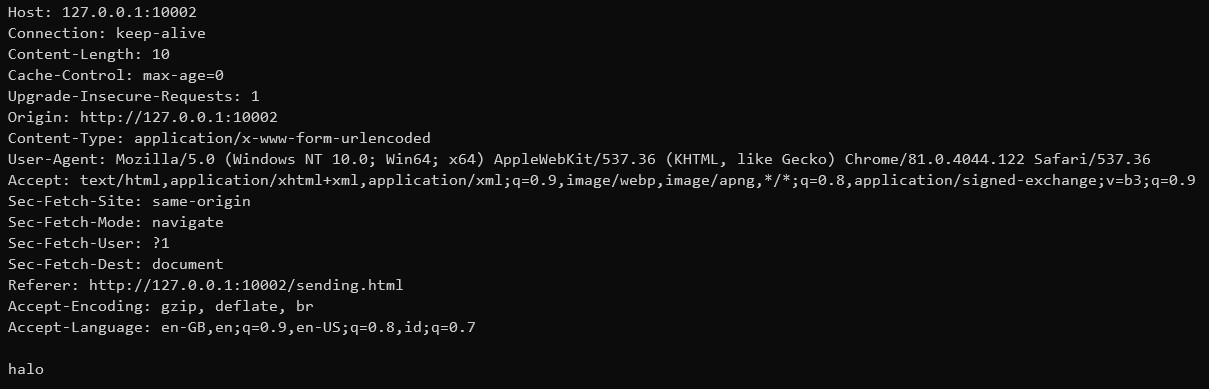 Host: 127.0.0.1:10002
Connection: keep-alive
Content-Length: 10
Cache-Control: max-age=0
Upgrade-Insecure-Requests: 1
Origin: http://127.0.0.1:10002
Content-Type: application/x-www-form-urlencoded
User-Agent: Mozilla/5.0 (Windows NT 10.0; Win64; x64) AppleWebKit/537.36 (KHTML, like Gecko) Chrome/81.0.4044.122 Safari/537.36
Accept: text/html,application/xhtml+xml,application/xml;q=0.9,image/webp,image/apng,*/*;q=0.8,application/signed-exchange;v=b3;q=0.9
Sec-Fetch-Site: same-origin
Sec-Fetch-Mode: navigate
Sec-Fetch-User: ?1
Sec-Fetch-Dest: document
Referer: http://127.0.0.1:10002/sending.html
Accept-Encoding: gzip, deflate, br
Accept-Language: en-GB,en;q=0.9,en-US;q=0.8,id;q=0.7

halo